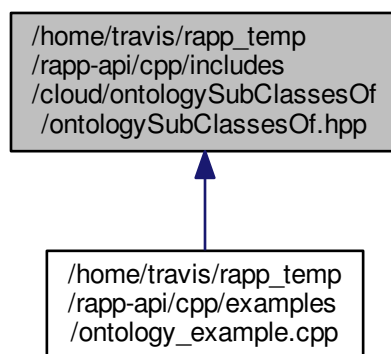 /home/travis/rapp_temp
/rapp-api/cpp/includes
/cloud/ontologySubClassesOf
/ontologySubClassesOf.hpp
/home/travis/rapp_temp
/rapp-api/cpp/examples
/ontology_example.cpp